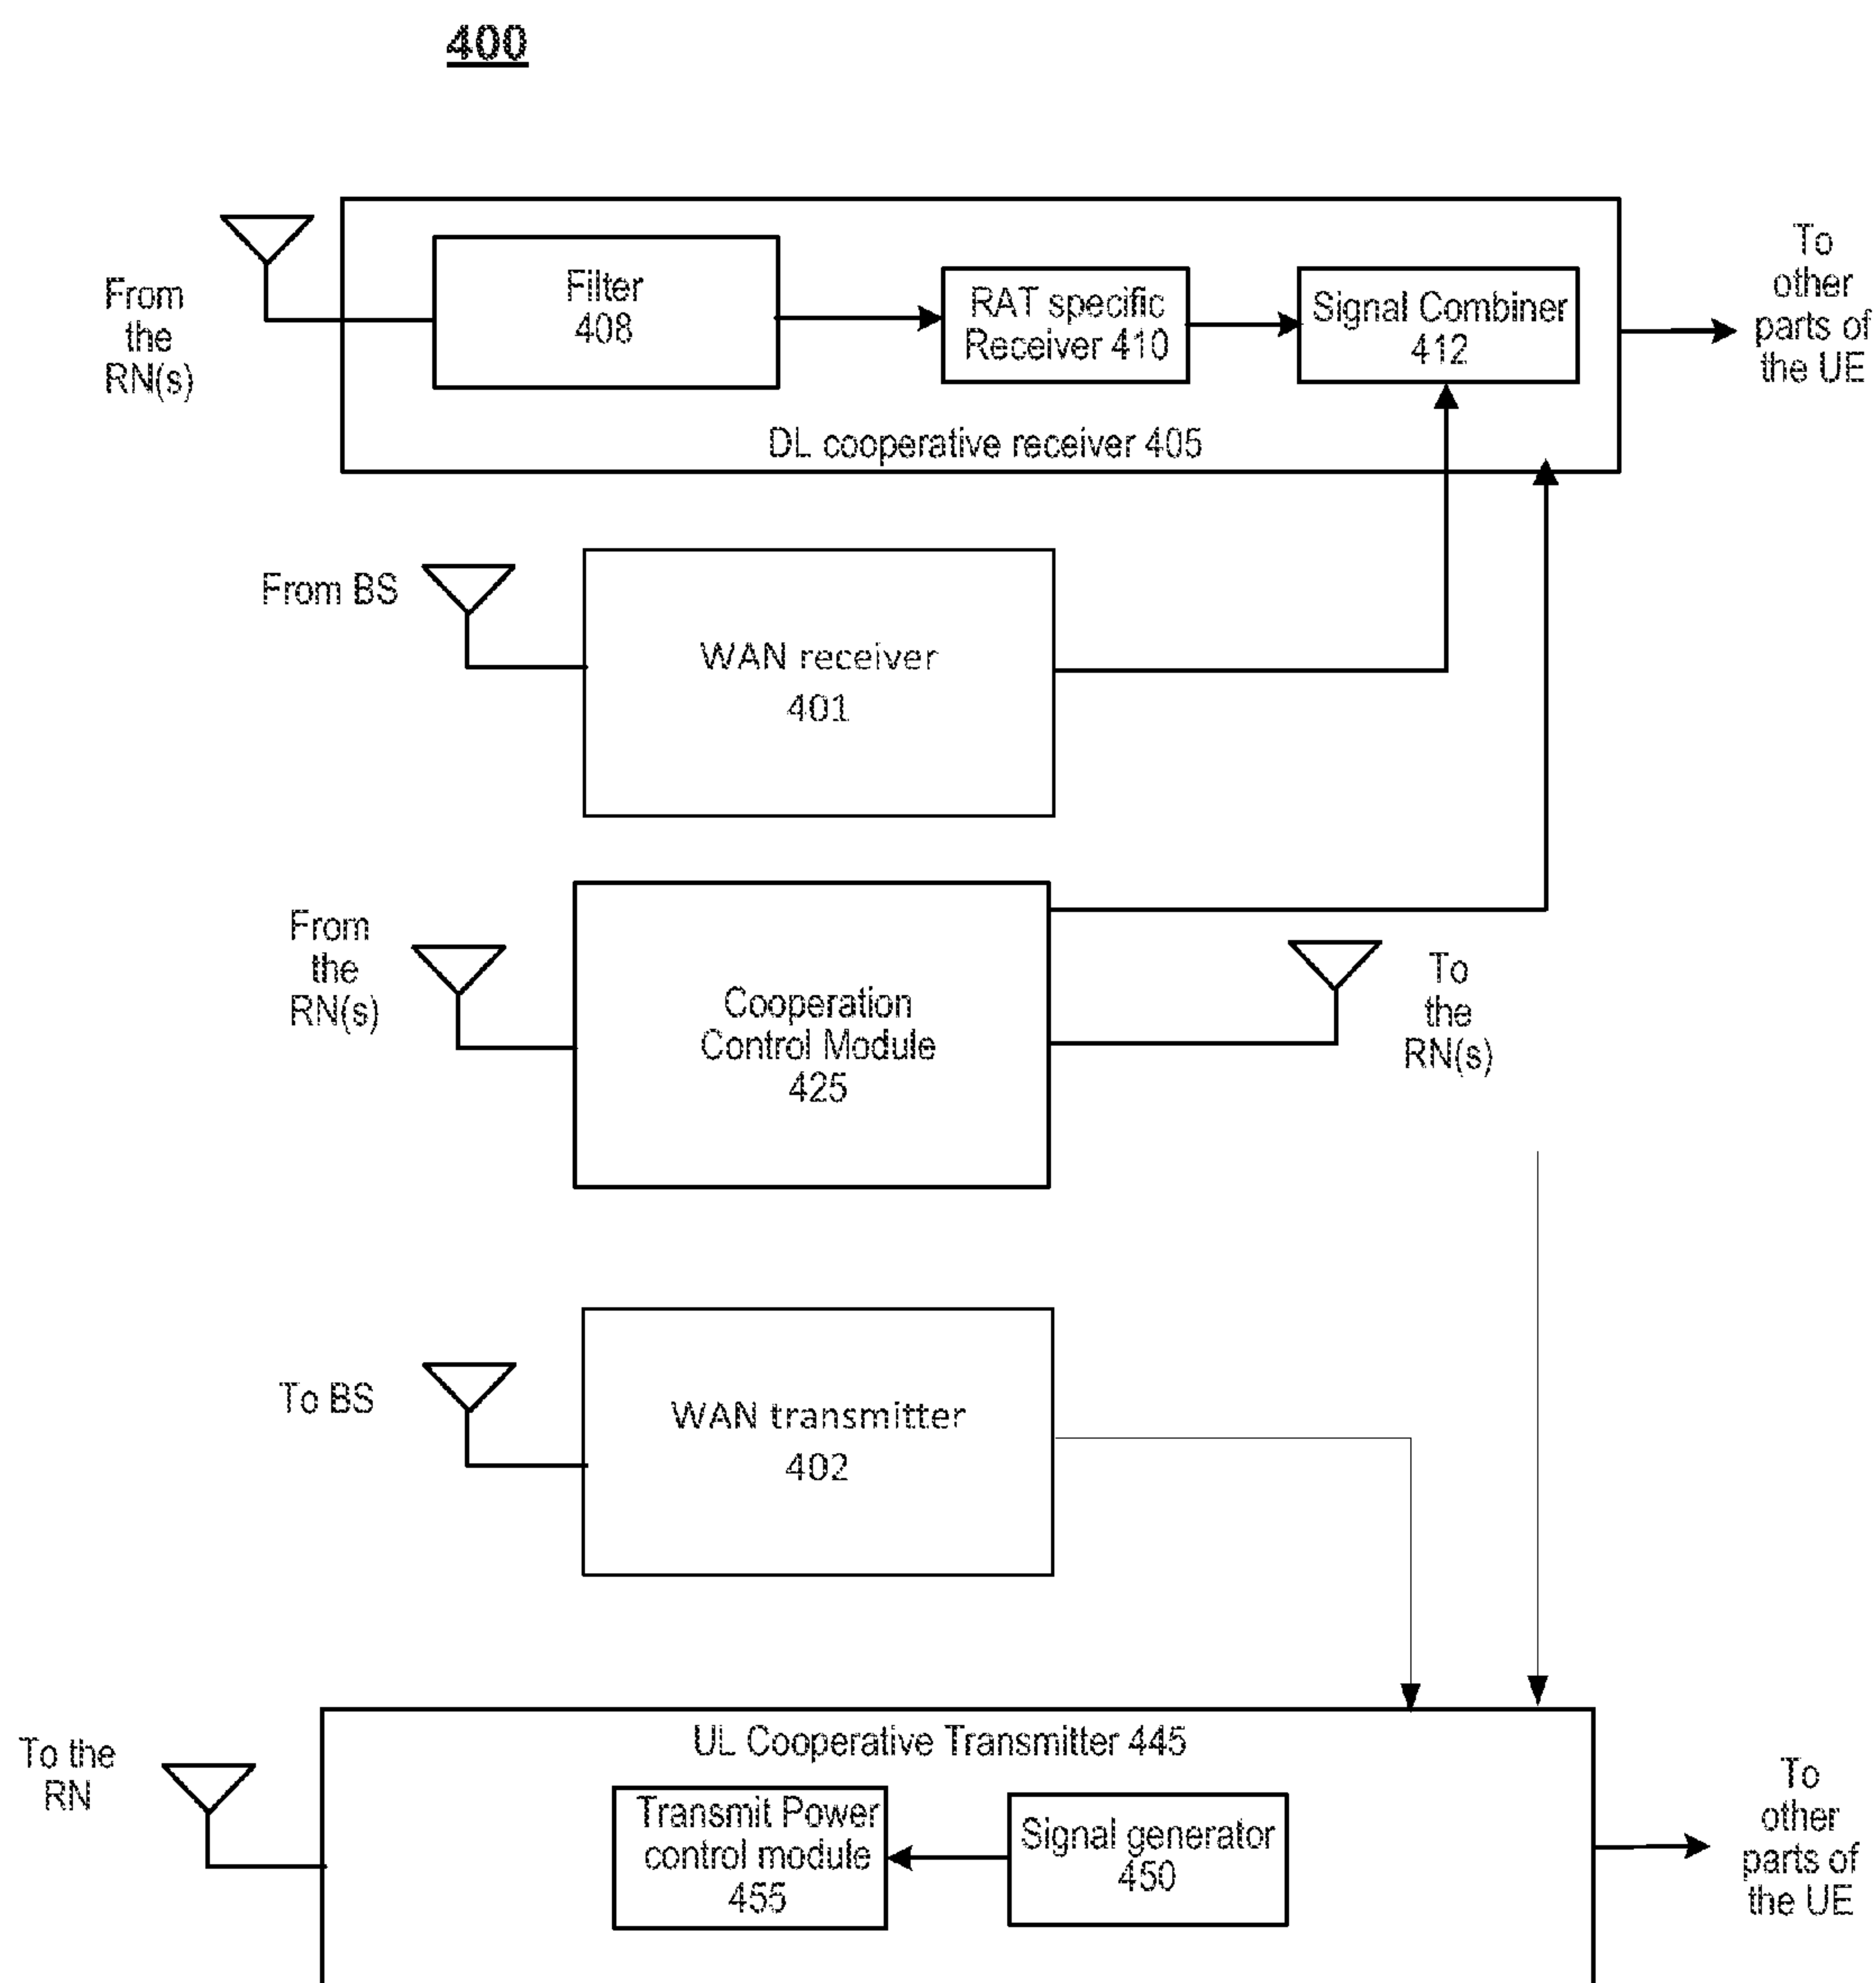 400
From
the
RN(s)
Filter
408
RAT specific
Receiver 410
Signal Combiner
412
DL cooperative receiver 405
To
other
parts of
the UE
From BS
WAN receiver
401
From
the
RN(s)
Cooperation
Control Module
425
To
the
RN(s)
To BS
WAN transmitter
402
UL Cooperative Transmitter 445
To the
RN
Transmit Power
control module
455
Signal generator
450
To
other
parts of
the UE